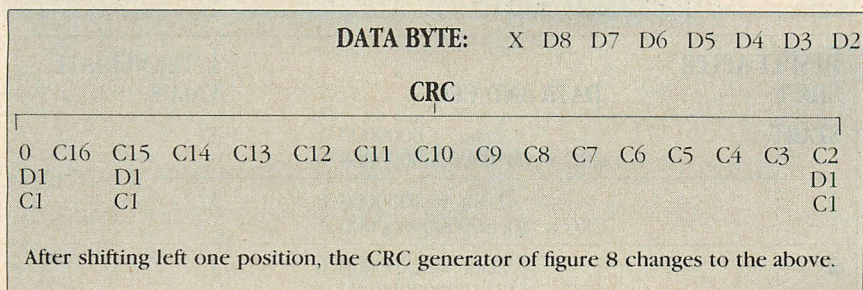 DATA BYTE: X D8 D7 D6 D5 D4 D3 D2
CRC
0 C16 C15 C14 C13 C12 C11 C10 C9 C8 C7 C6 C5 C4 C3 C2
D1 D1 D1
C1 C1 C1
After shifting left one position, the CRC generator of figure 8 changes to the above.